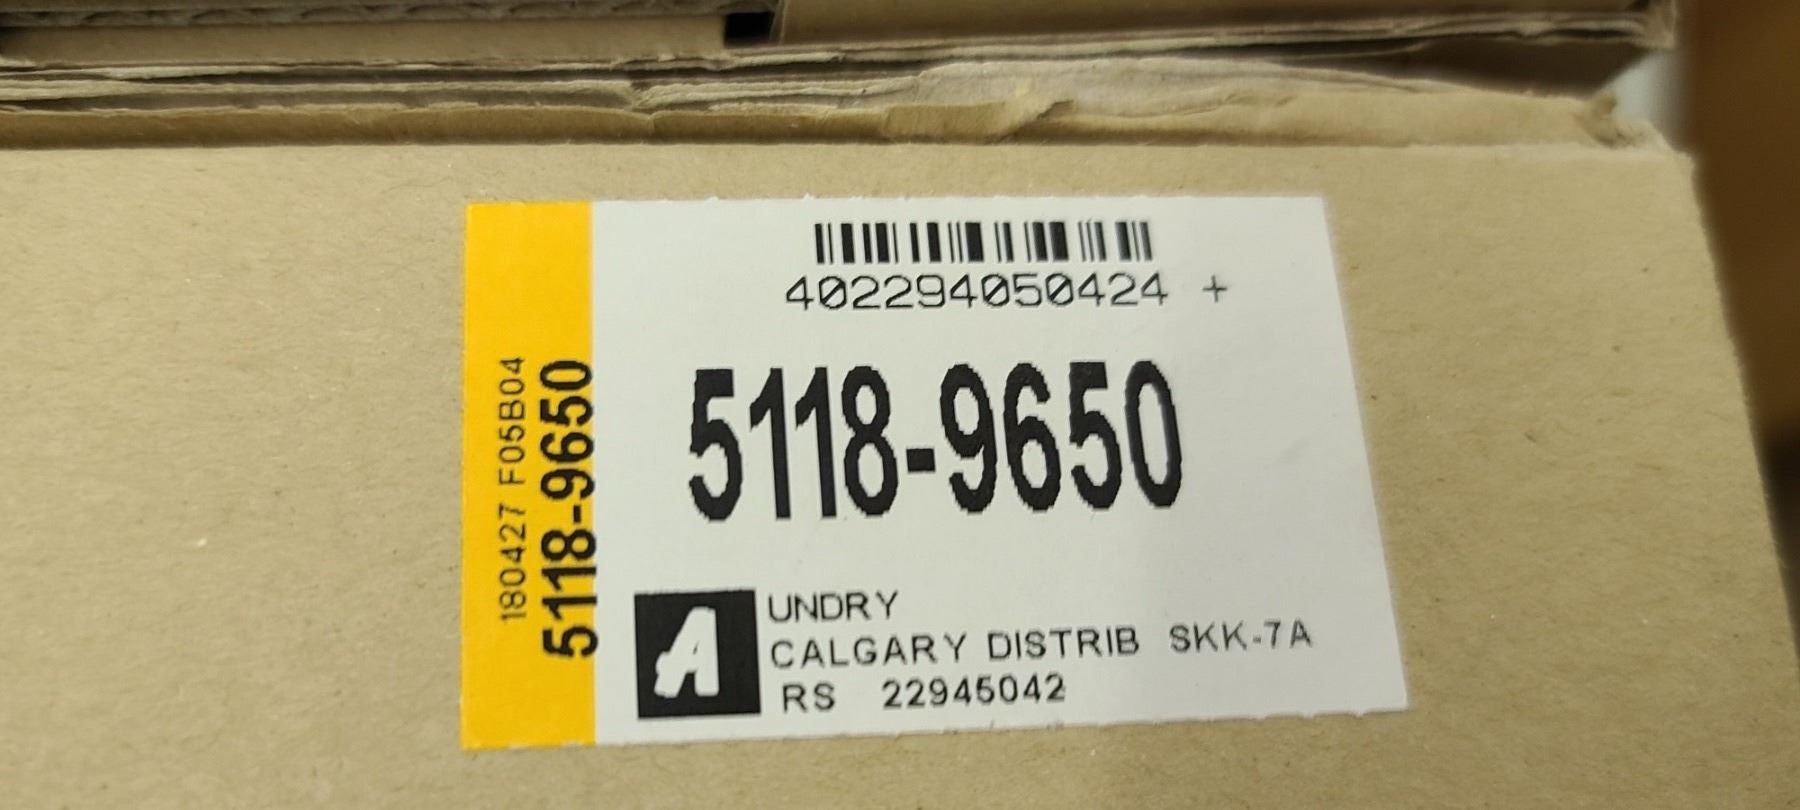 402294050424 +
5118-9650
180427 F05B04
5118-9650
A
UNDRY
CALGARY DISTRIB SKK-7A
RS 22945042